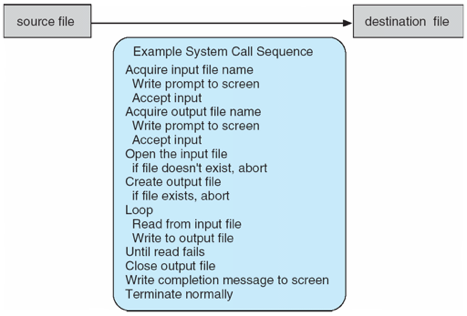 source file
destination file
Example System Call Sequence
Acquire input file name
Write prompt to screen
Accept input
Acquire output file name
Write prompt to screen
Accept input
Open the input file
if file doesn't exist, abort
Create output file
if file exists, abort
Loop
Read from input file
Write to output file
Until read fails
Close output file
Write completion message to screen
Terminate normally